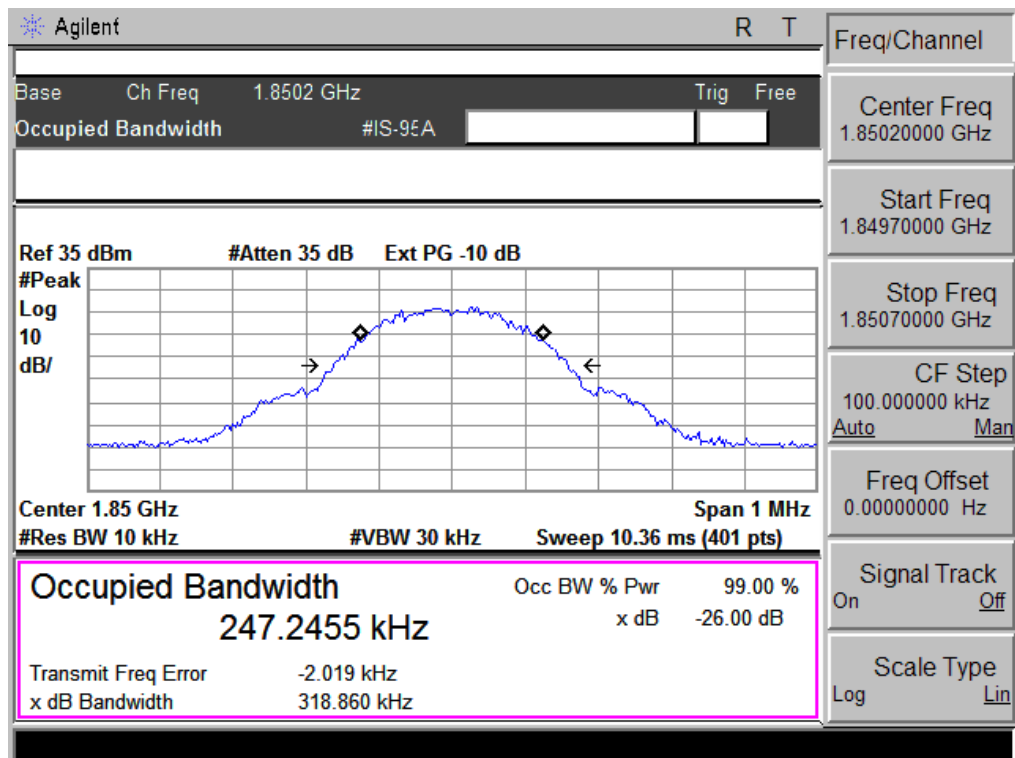 Agilent R T
Freq/Channel
Base Ch Freq 1.8502 GHz Trig Free
Occupied Bandwidth #IS-95A
Center Freq
1.85020000 GHz
Start Freq
1.84970000 GHz
Stop Freq
1.85070000 GHz
CF Step
100.000000 kHz
Auto Man
Freq Offset
0.00000000 Hz
Signal Track
On Off
Scale Type
Log Lin
Ref 35 dBm #Atten 35 dB Ext PG -10 dB
#Peak
Log
10
dB/
Center 1.85 GHz Span 1 MHz
#Res BW 10 kHz #VBW 30 kHz Sweep 10.36 ms (401 pts)
Occupied Bandwidth Occ BW % Pwr 99.00 %
247.2455 kHz x dB -26.00 dB
Transmit Freq Error -2.019 kHz
x dB Bandwidth 318.860 kHz